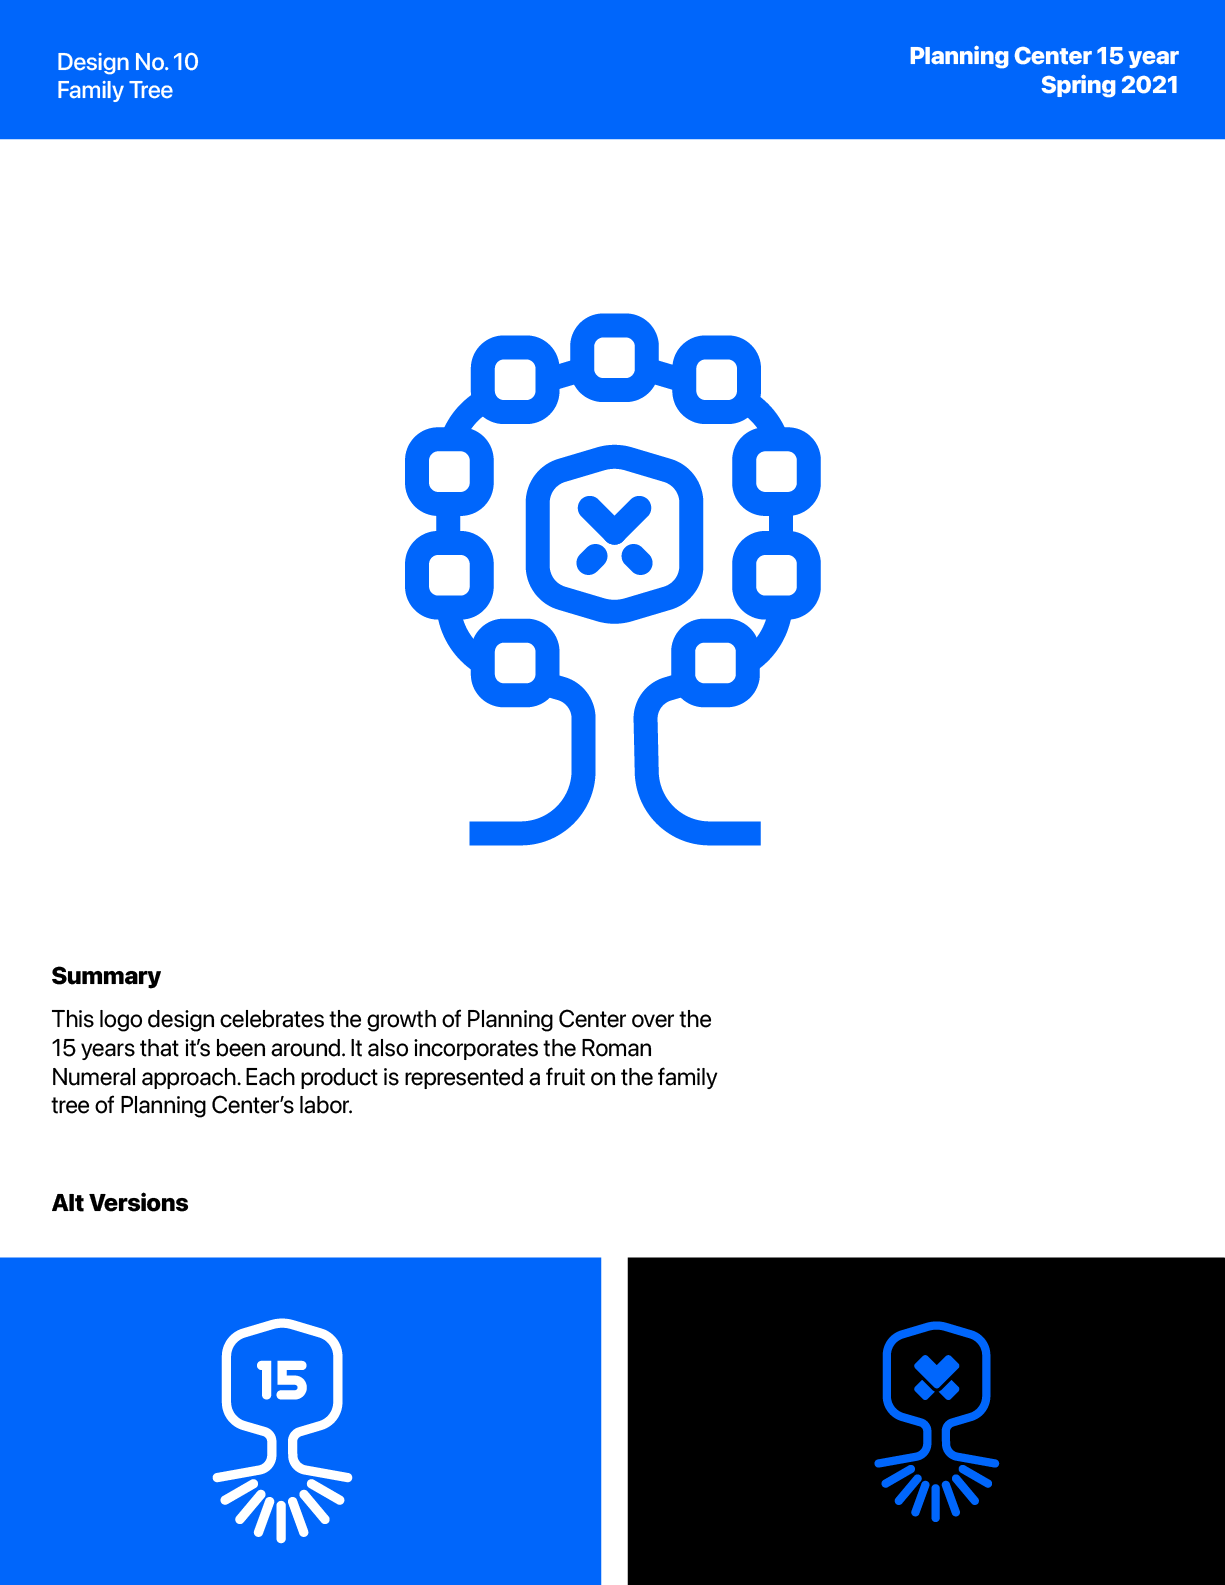 Design No. 10
Family Tree
Planning Center 15 year
Spring 2021
Summary
This logo design celebrates the growth of Planning Center over the
15 years that it’s been around. It also incorporates the Roman
Numeral approach. Each product is represented a fruit on the family
tree of Planning Center’s labor.
Alt Versions
15